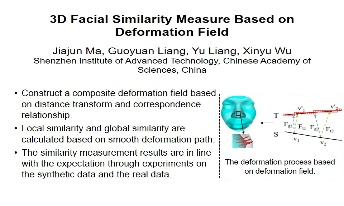 3D Facial Similarity Measure Based on
Deformation Field
Jiajun Ma, Guoyuan Liang, Yu Liang, Xinyu Wu
Shenzhen Institute of Advanced Technology, Chinese Academy of
Sciences, China
• Construct a composite deformation field based
on distance transform and correspondence
relationship.
• Local similarity and global similarity are
calculated based on smooth deformation path.
• The similarity measurement results are in line
with the expectation through experiments on
the synthetic data and the real data.
T
S
The deformation process based
on deformation field.